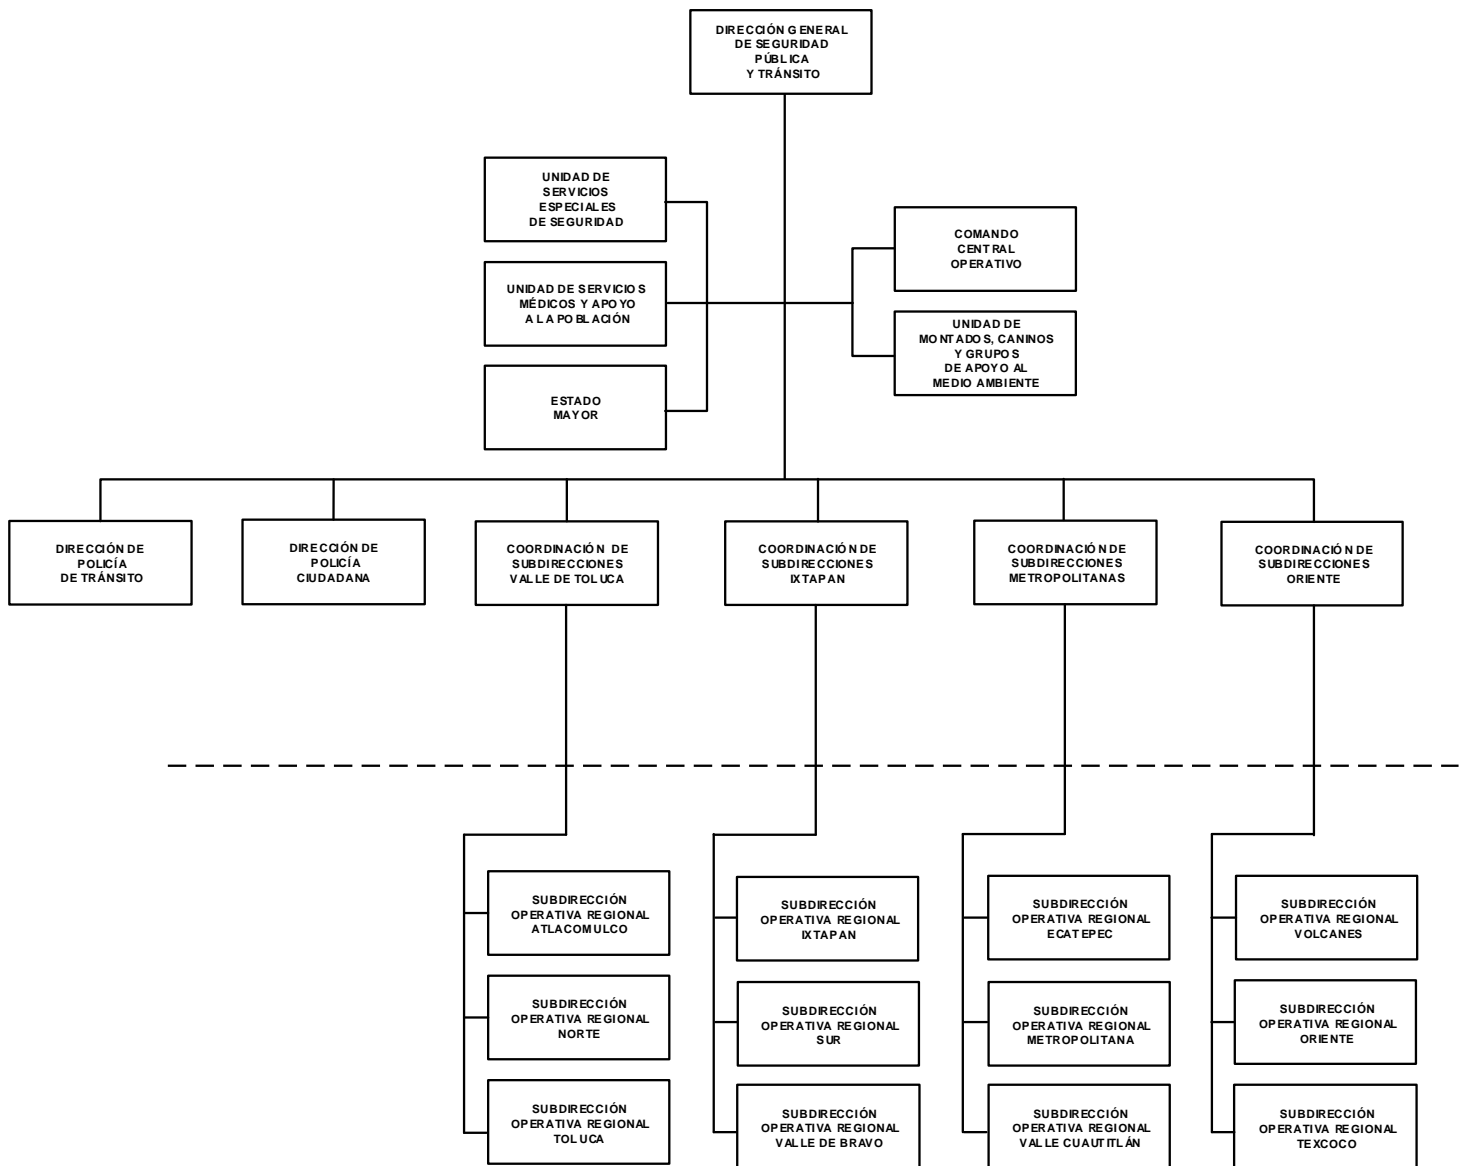 DIRECCIÓN GENERAL
DE SEGURIDAD
PÚBLICA
Y TRÁNSITO
UNIDAD DE
SERVICIOS
ESPECIALES
DE SEGURIDAD
COMANDO
CENTRAL
OPERATIVO
UNIDAD DE SERVICIOS
MÉDICOS Y APOYO
A LA POBLACIÓN
UNIDAD DE
MONTADOS, CANINOS
Y GRUPOS
DE APOYO AL
MEDIO AMBIENTE
ESTADO
MAYOR
DIRECCIÓN DE
POLICÍA
DE TRÁNSITO
DIRECCIÓN DE
POLICÍA
CIUDADANA
COORDINACIÓN DE
SUBDIRECCIONES
VALLE DE TOLUCA
COORDINACIÓN DE
SUBDIRECCIONES
IXTAPAN
COORDINACIÓN DE
SUBDIRECCIONES
METROPOLITANAS
COORDINACIÓN DE
SUBDIRECCIONES
ORIENTE
SUBDIRECCIÓN
OPERATIVA REGIONAL
ATLACOMULCO
SUBDIRECCIÓN
OPERATIVA REGIONAL
IXTAPAN
SUBDIRECCIÓN
OPERATIVA REGIONAL
ECATEPEC
SUBDIRECCIÓN
OPERATIVA REGIONAL
VOLCANES
SUBDIRECCIÓN
OPERATIVA REGIONAL
NORTE
SUBDIRECCIÓN
OPERATIVA REGIONAL
SUR
SUBDIRECCIÓN
OPERATIVA REGIONAL
METROPOLITANA
SUBDIRECCIÓN
OPERATIVA REGIONAL
ORIENTE
SUBDIRECCIÓN
OPERATIVA REGIONAL
TOLUCA
SUBDIRECCIÓN
OPERATIVA REGIONAL
VALLE DE BRAVO
SUBDIRECCIÓN
OPERATIVA REGIONAL
VALLE CUAUTITLÁN
SUBDIRECCIÓN
OPERATIVA REGIONAL
TEXCOCO